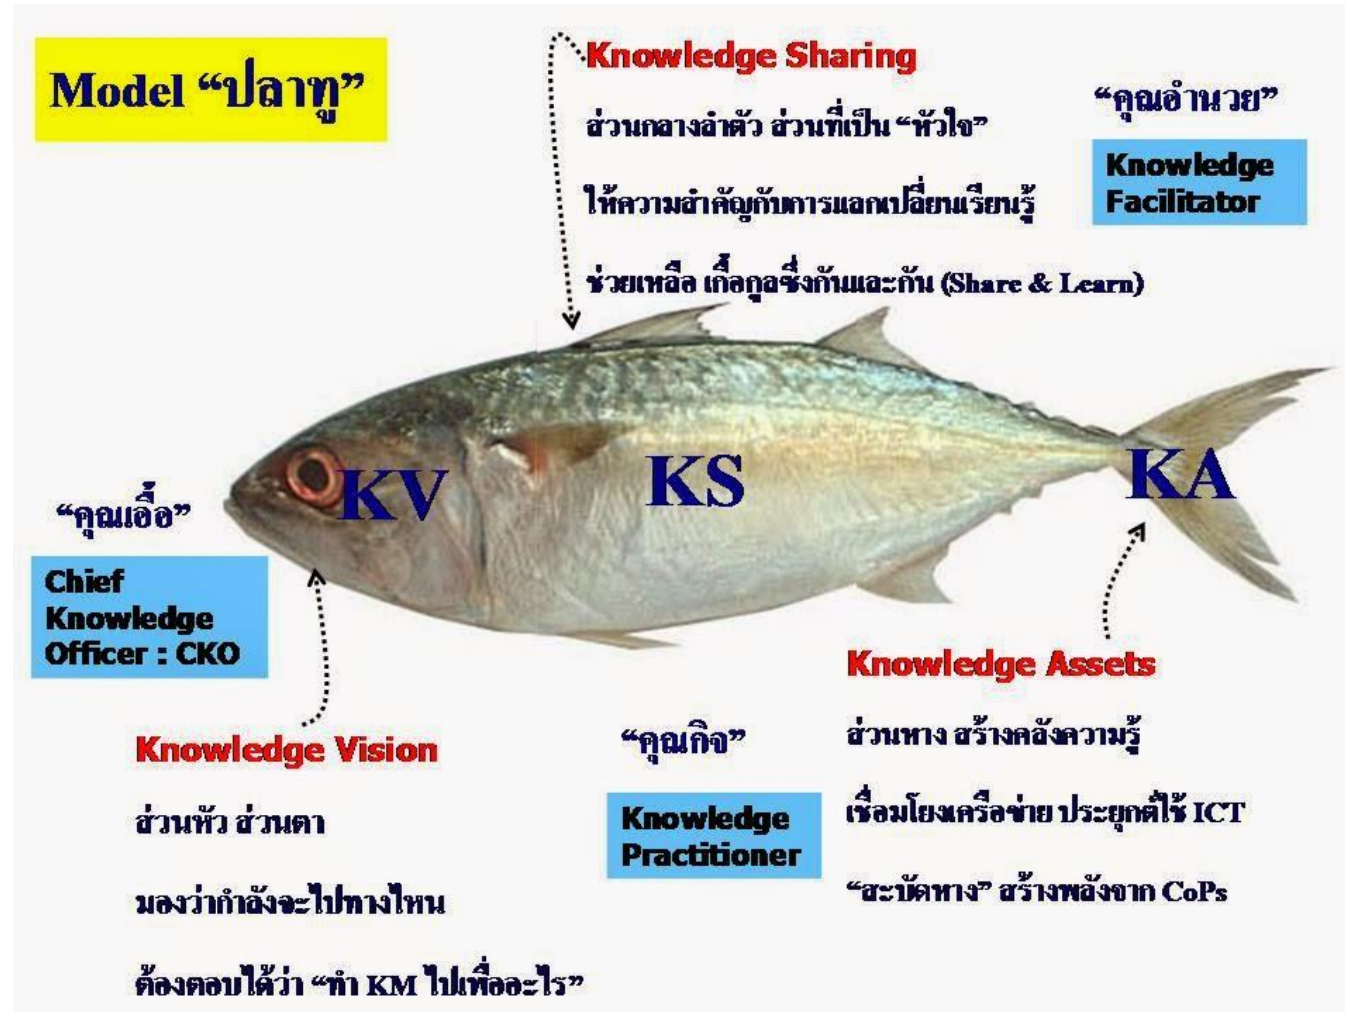 Model “ปลาทู”
Knowledge Sharing
ส่วนกลางลำตัว ส่วนที่เป็น “หัวใจ”
ให้ความสำคัญกับการแลกเปลี่ยนเรียนรู้
ช่วยเหลือ เกื้อกูลซึ่งกันและกัน (Share & Learn)
“คุณอำนวย”
Knowledge
Facilitator
KV
KS
KA
“คุณเอื้อ”
Chief
Knowledge
Officer : CKO
Knowledge Vision
ส่วนหัว ส่วนตา
มองว่ากำลังจะไปทางไหน
ต้องตอบได้ว่า “ทำ KM ไปเพื่ออะไร”
“คุณกิจ”
Knowledge
Practitioner
Knowledge Assets
ส่วนหาง สร้างคลังความรู้
เชื่อมโยงเครือข่าย ประยุกต์ใช้ ICT
“สะบัดหาง” สร้างพลังจาก CoPs